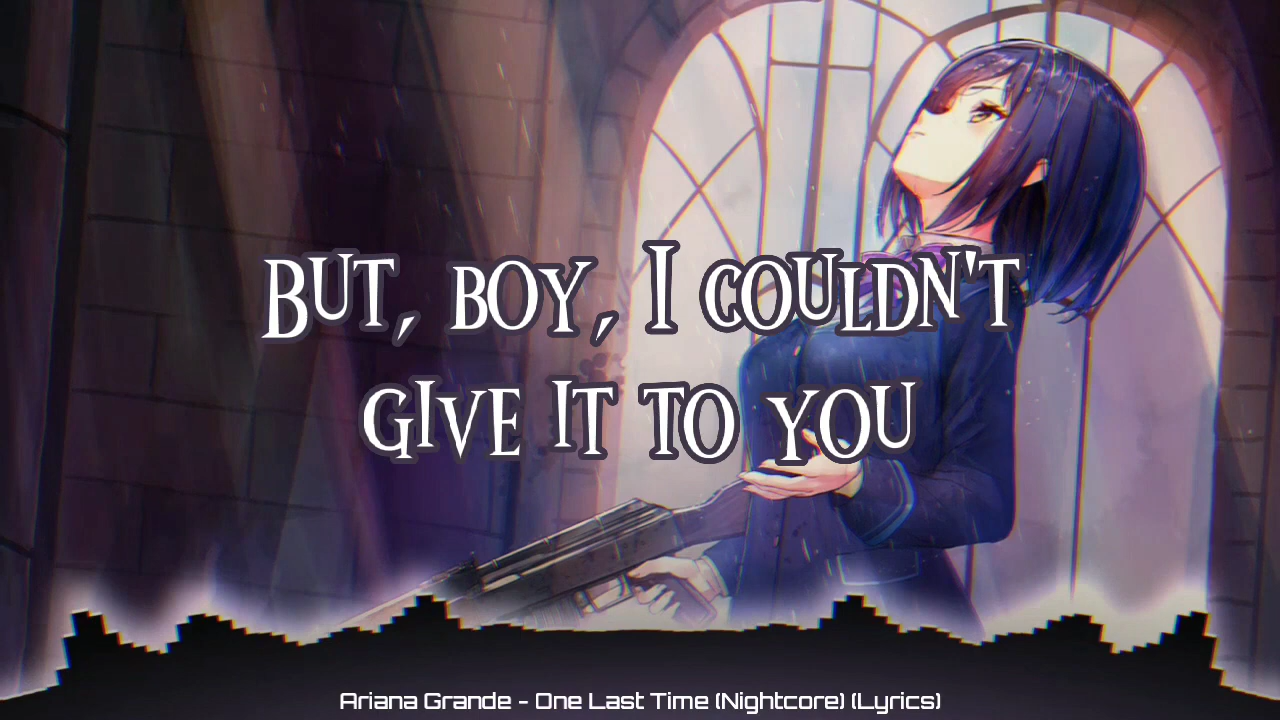 BUT, BOY, I COULDN'T
GIVE IT TO YOU
Ariana Grande - One Last Time (Nightcore) (Lyrics)